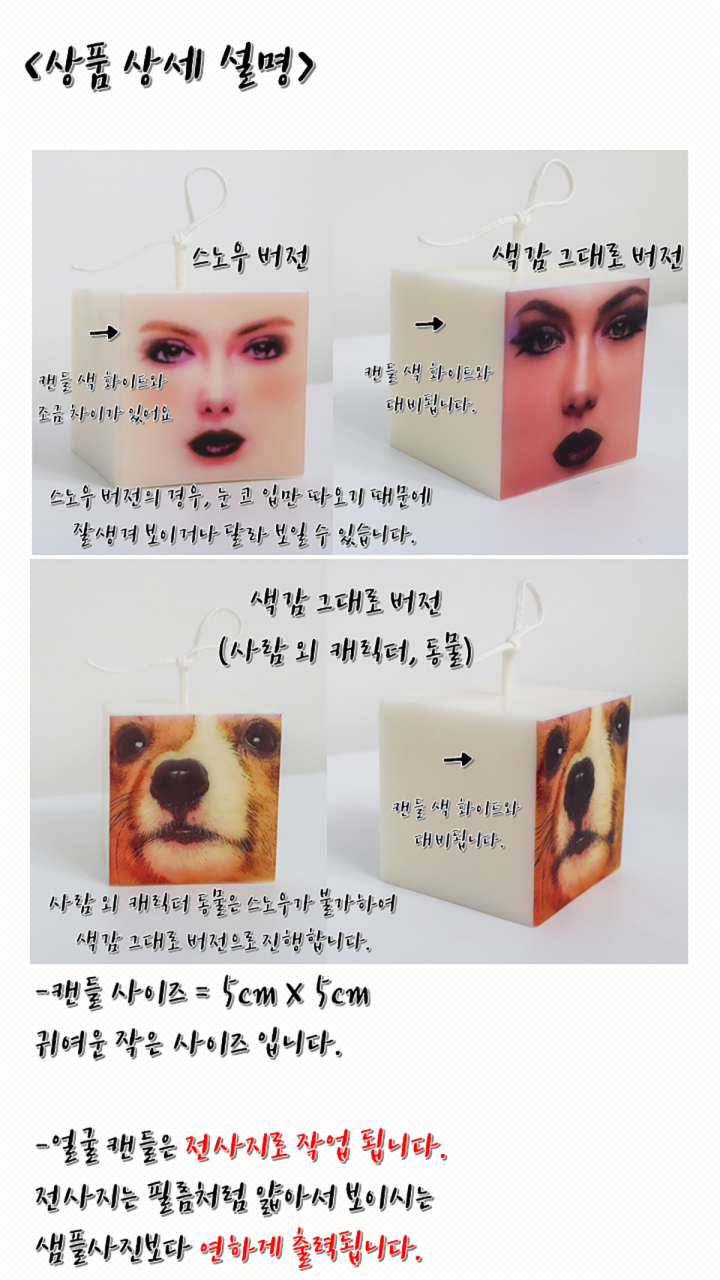 <상품 상세 설명>
스노우 버전
색감 그대로 버전
→
캔들 색 화이트와
조금 차이가 있어요
→
캔들 색 화이트와
대비됩니다.
스노우 버전의 경우, 눈 코 입만 따오기 때문에
잘생겨 보이거나 달라 보일 수 있습니다.
색감 그대로 버전
(사람 외 캐릭터, 동물)
→
캔들 색 화이트와
대비됩니다.
사람 외 캐릭터 동물은 스노우가 불가하여
색감 그대로 버전으로 진행합니다.
-캔들 사이즈 = 5cm X 5cm
귀여운 작은 사이즈 입니다.
-얼굴 캔들은 전사지로 작업 됩니다.
전사지는 필름처럼 얇아서 보이시는
샘플사진보다 연하게 출력됩니다.